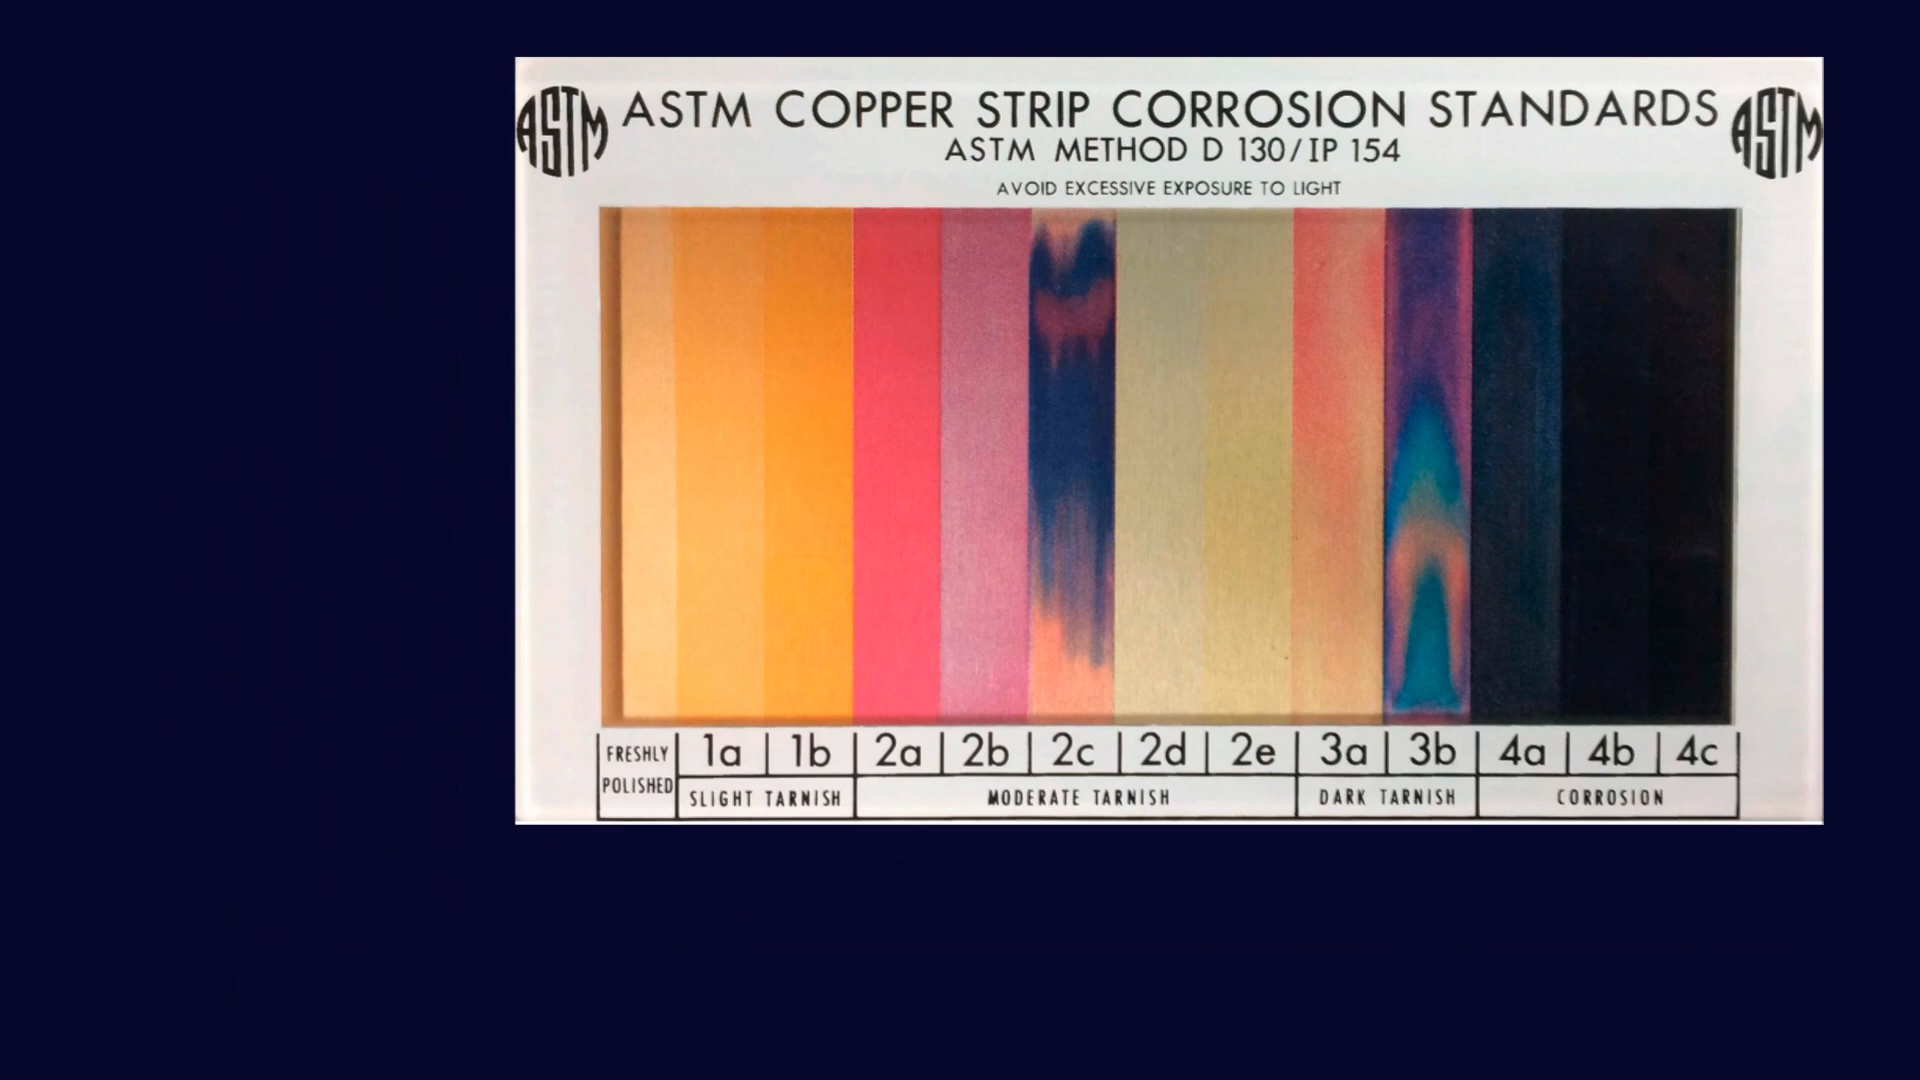 ASTM
ASTM COPPER STRIP CORROSION STANDARDS
ASTM
ASTM METHOD D 130/IP 154
AVOID EXCESSIVE EXPOSURE TO LIGHT
FRESHLY POLISHED
1a 1b 2a 2b 2c 2d 2e 3a 3b 4a 4b 4c
SLIGHT TARNISH MODERATE TARNISH DARK TARNISH CORROSION